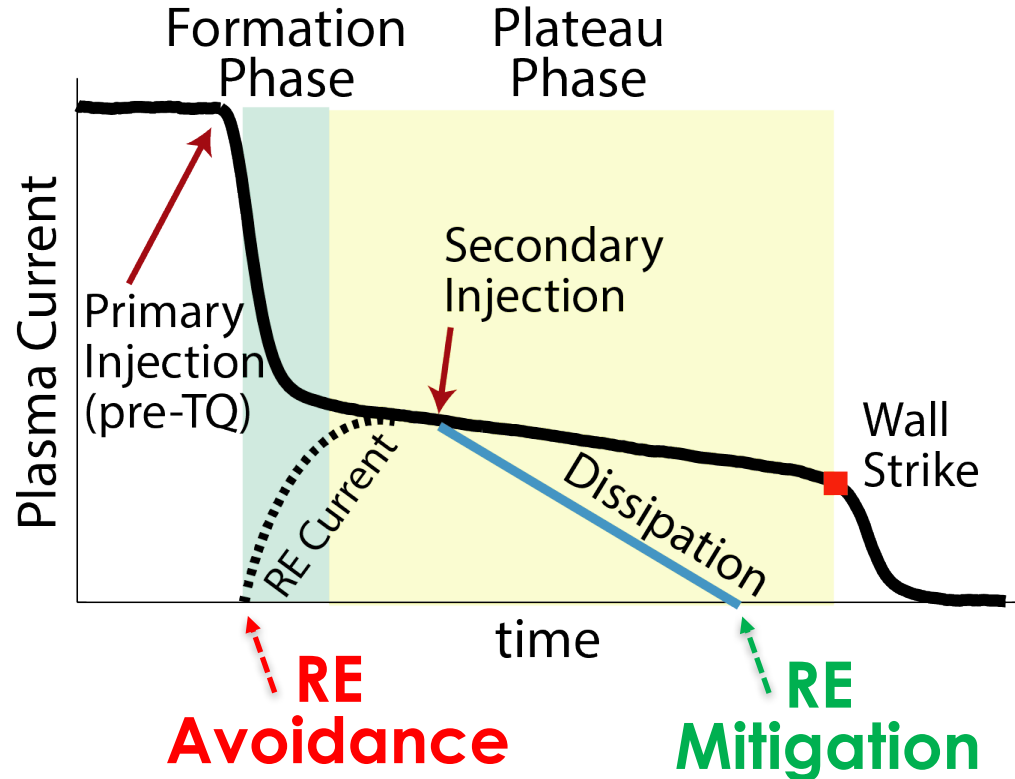 Formation
Phase
Plateau
Phase
Plasma Current
Primary
Injection
(pre-TQ)
Secondary
Injection
Wall
Strike
RE Current
Dissipation
time
RE
Avoidance
RE
Mitigation